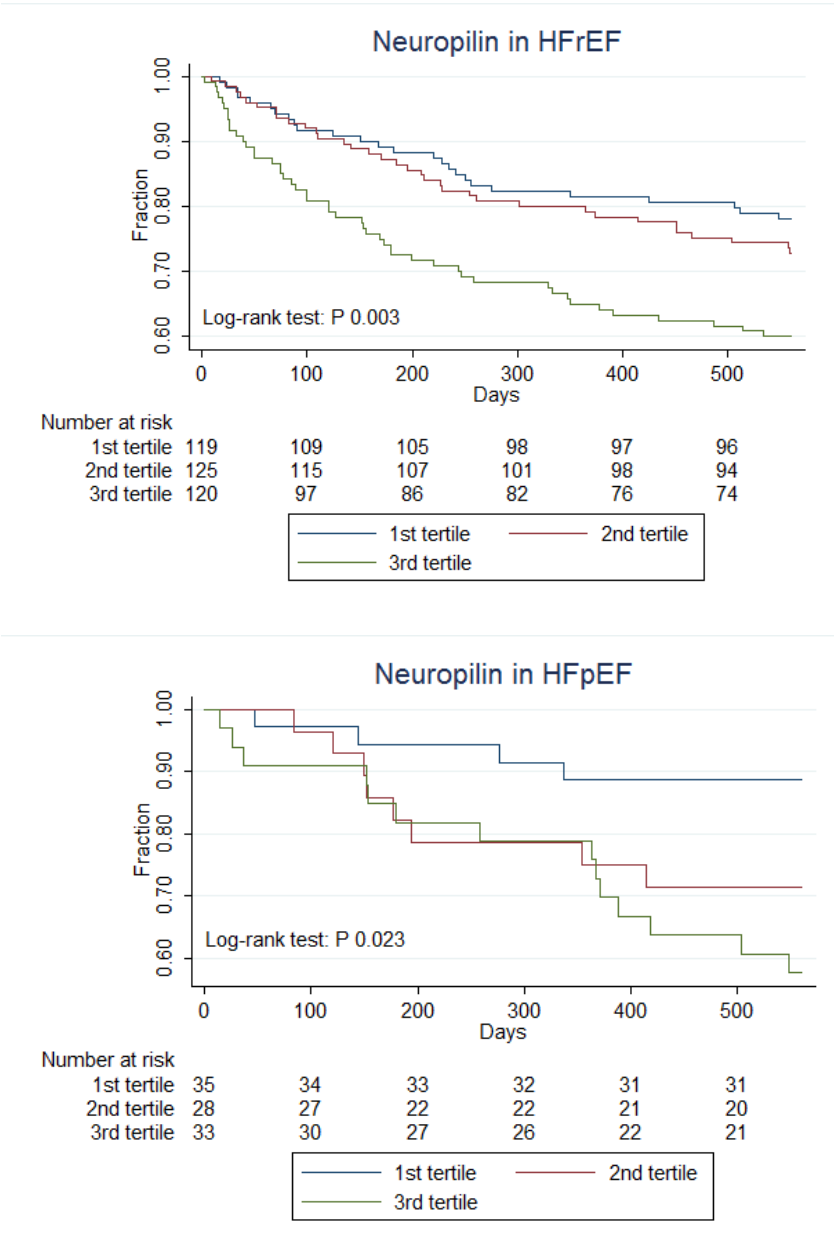 Neuropilin in HFrEF
1.00
0.90
0.80
0.70
0.60
Fraction
Log-rank test: P 0.003
0 100 200 300 400 500
Days
Number at risk
1st tertile 119 109 105 98 97 96
2nd tertile 125 115 107 101 98 94
3rd tertile 120 97 86 82 76 74
1st tertile 2nd tertile
3rd tertile
Neuropilin in HFpEF
1.00
0.90
0.80
0.70
0.60
Fraction
Log-rank test: P 0.023
0 100 200 300 400 500
Days
Number at risk
1st tertile 35 34 33 32 31 31
2nd tertile 28 27 22 22 21 20
3rd tertile 33 30 27 26 22 21
1st tertile 2nd tertile
3rd tertile